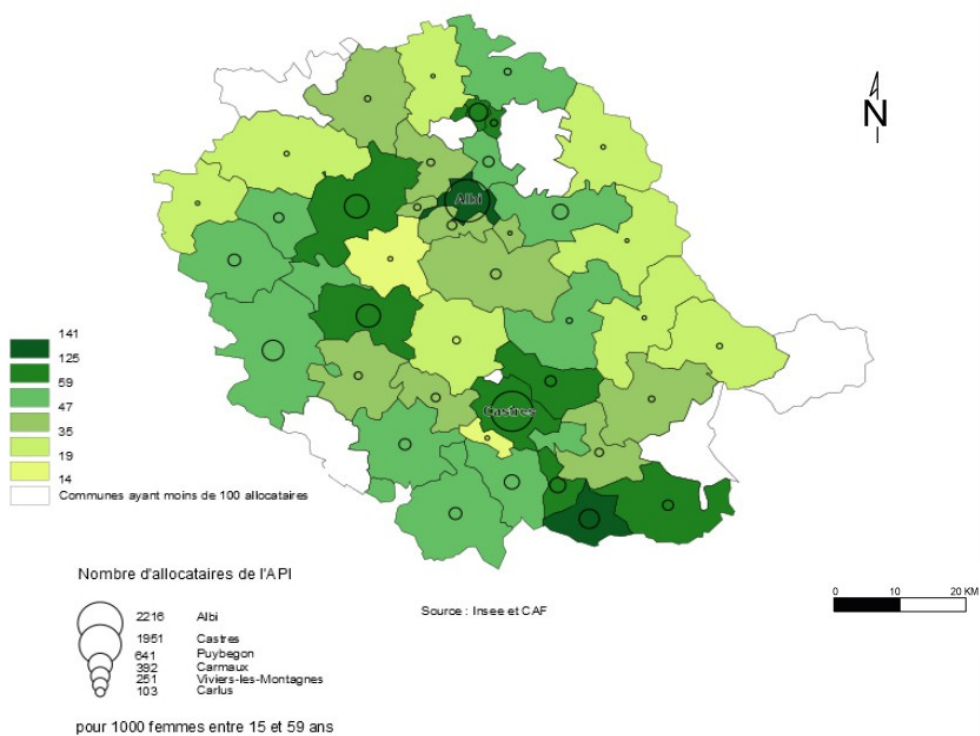 N
Albi
141
125
59
47
35
19
14
Communes ayant moins de 100 allocataires
Castres
Nombre d'allocataires de l'API
2216 Albi
1951 Castres
641 Puybegon
392 Carmaux
251 Viviers-les-Montagnes
103 Carlus
pour 1000 femmes entre 15 et 59 ans
Source : Insee et CAF
0 10 20 KM